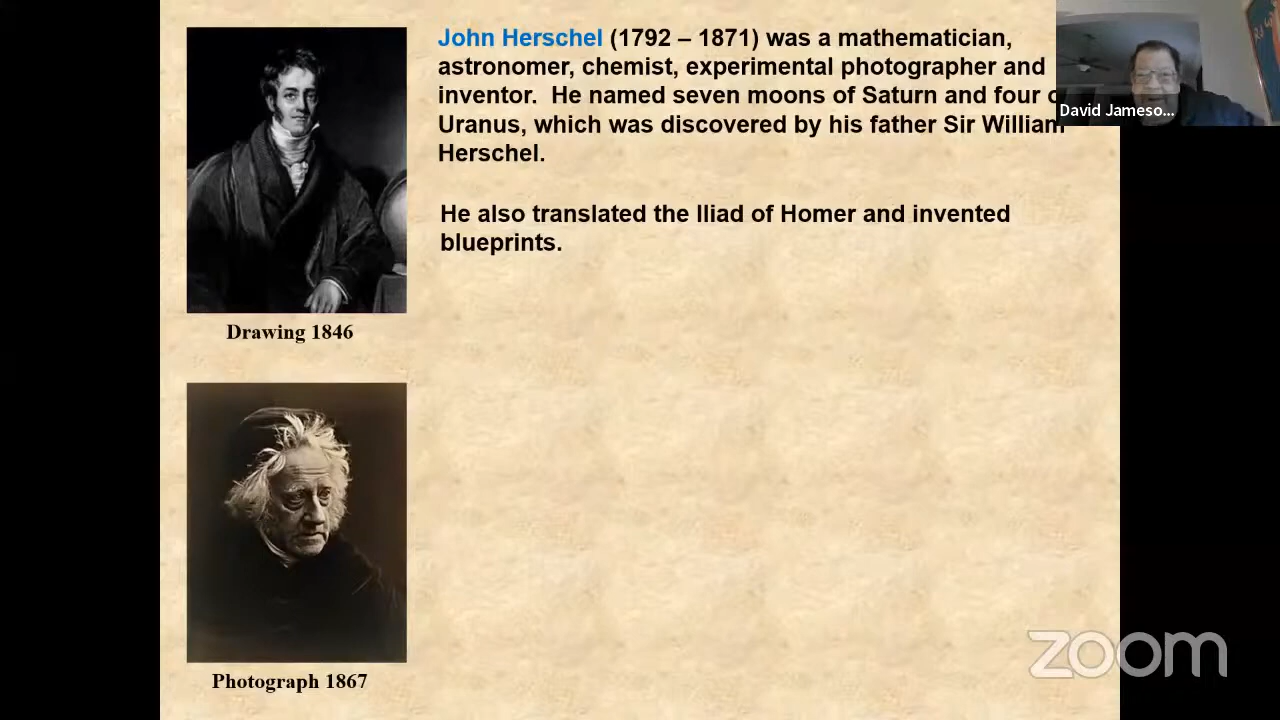 John Herschel (1792 – 1871) was a mathematician,
astronomer, chemist, experimental photographer and
inventor. He named seven moons of Saturn and four
Uranus, which was discovered by his father Sir William
Herschel.
He also translated the Iliad of Homer and invented
blueprints.
Drawing 1846
Photograph 1867
David Jameso...
zoom